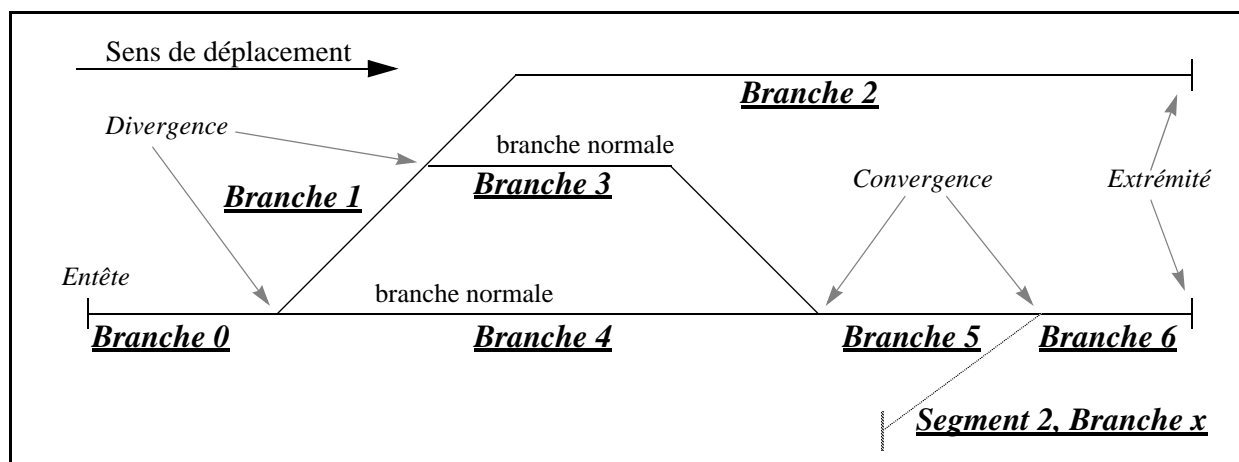 Sens de déplacement
Branche 2
Divergence
branche normale
Branche 3
Convergence
Extrémité
Branche 1
Entête
branche normale
Branche 0
Branche 4
Branche 5
Branche 6
Segment 2, Branche x